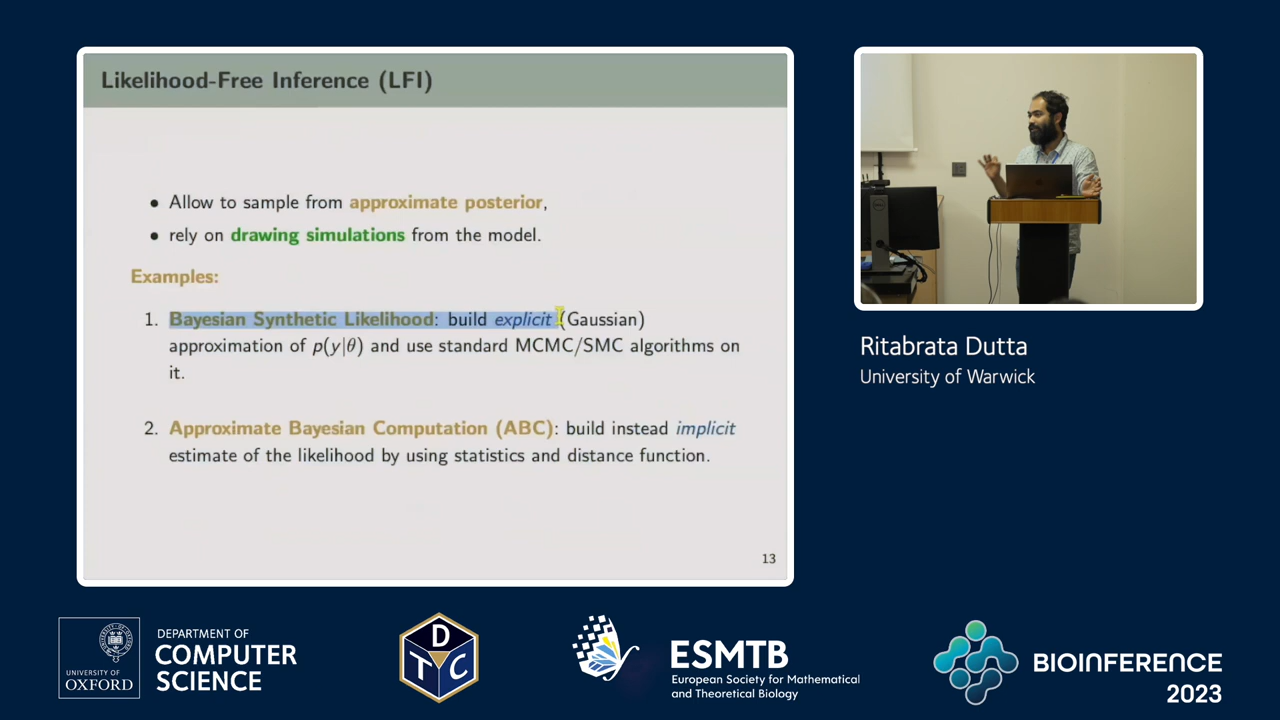 Likelihood-Free Inference (LFI)
• Allow to sample from approximate posterior,
• rely on drawing simulations from the model.
Examples:
1. Bayesian Synthetic Likelihood: build explicit (Gaussian)
approximation of p(y|θ) and use standard MCMC/SMC algorithms on
it.
2. Approximate Bayesian Computation (ABC): build instead implicit
estimate of the likelihood by using statistics and distance function.
13
Ritabrata Dutta
University of Warwick
UNIVERSITY OF
OXFORD
DEPARTMENT OF
COMPUTER
SCIENCE
D
T C
ESMTB
European Society for Mathematical
and Theoretical Biology
BIOINFERENCE
2023